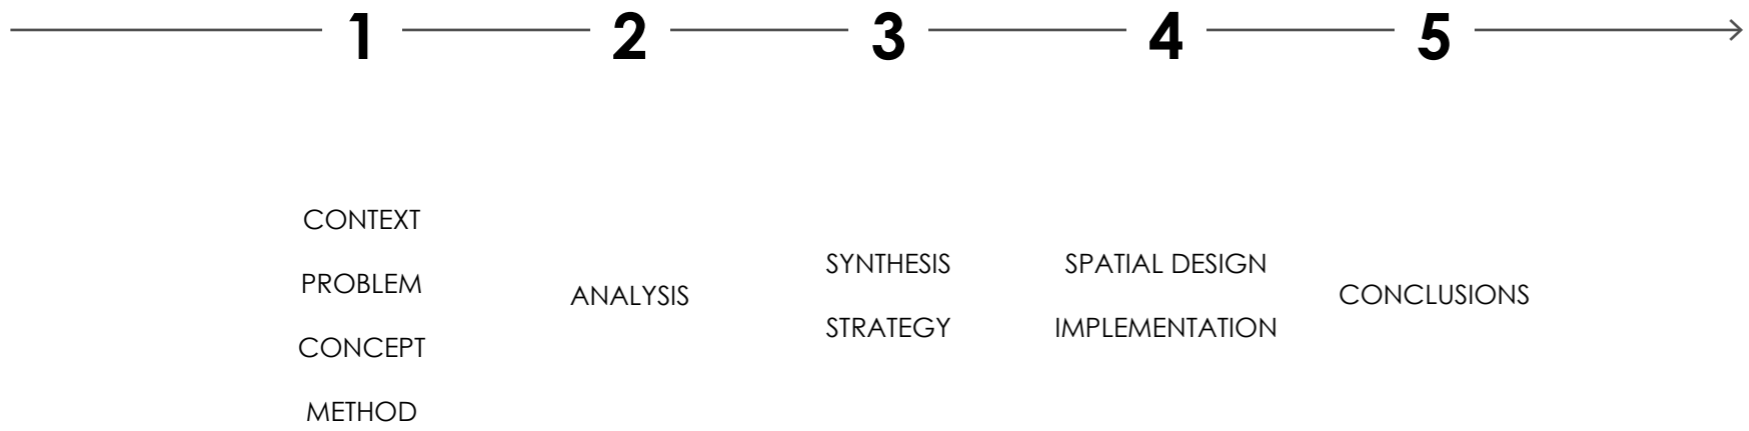 1 2 3 4 5
CONTEXT
PROBLEM
CONCEPT
METHOD
ANALYSIS
SYNTHESIS
STRATEGY
SPATIAL DESIGN
IMPLEMENTATION
CONCLUSIONS